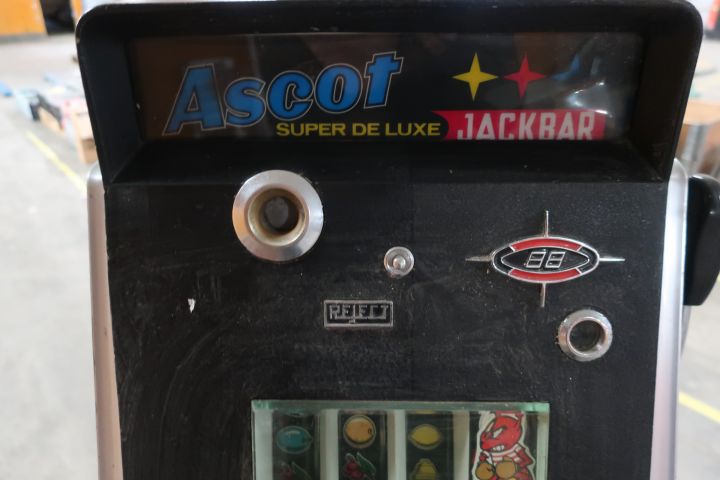 Ascot
SUPER DE LUXE JACKBAR
88
REJECT